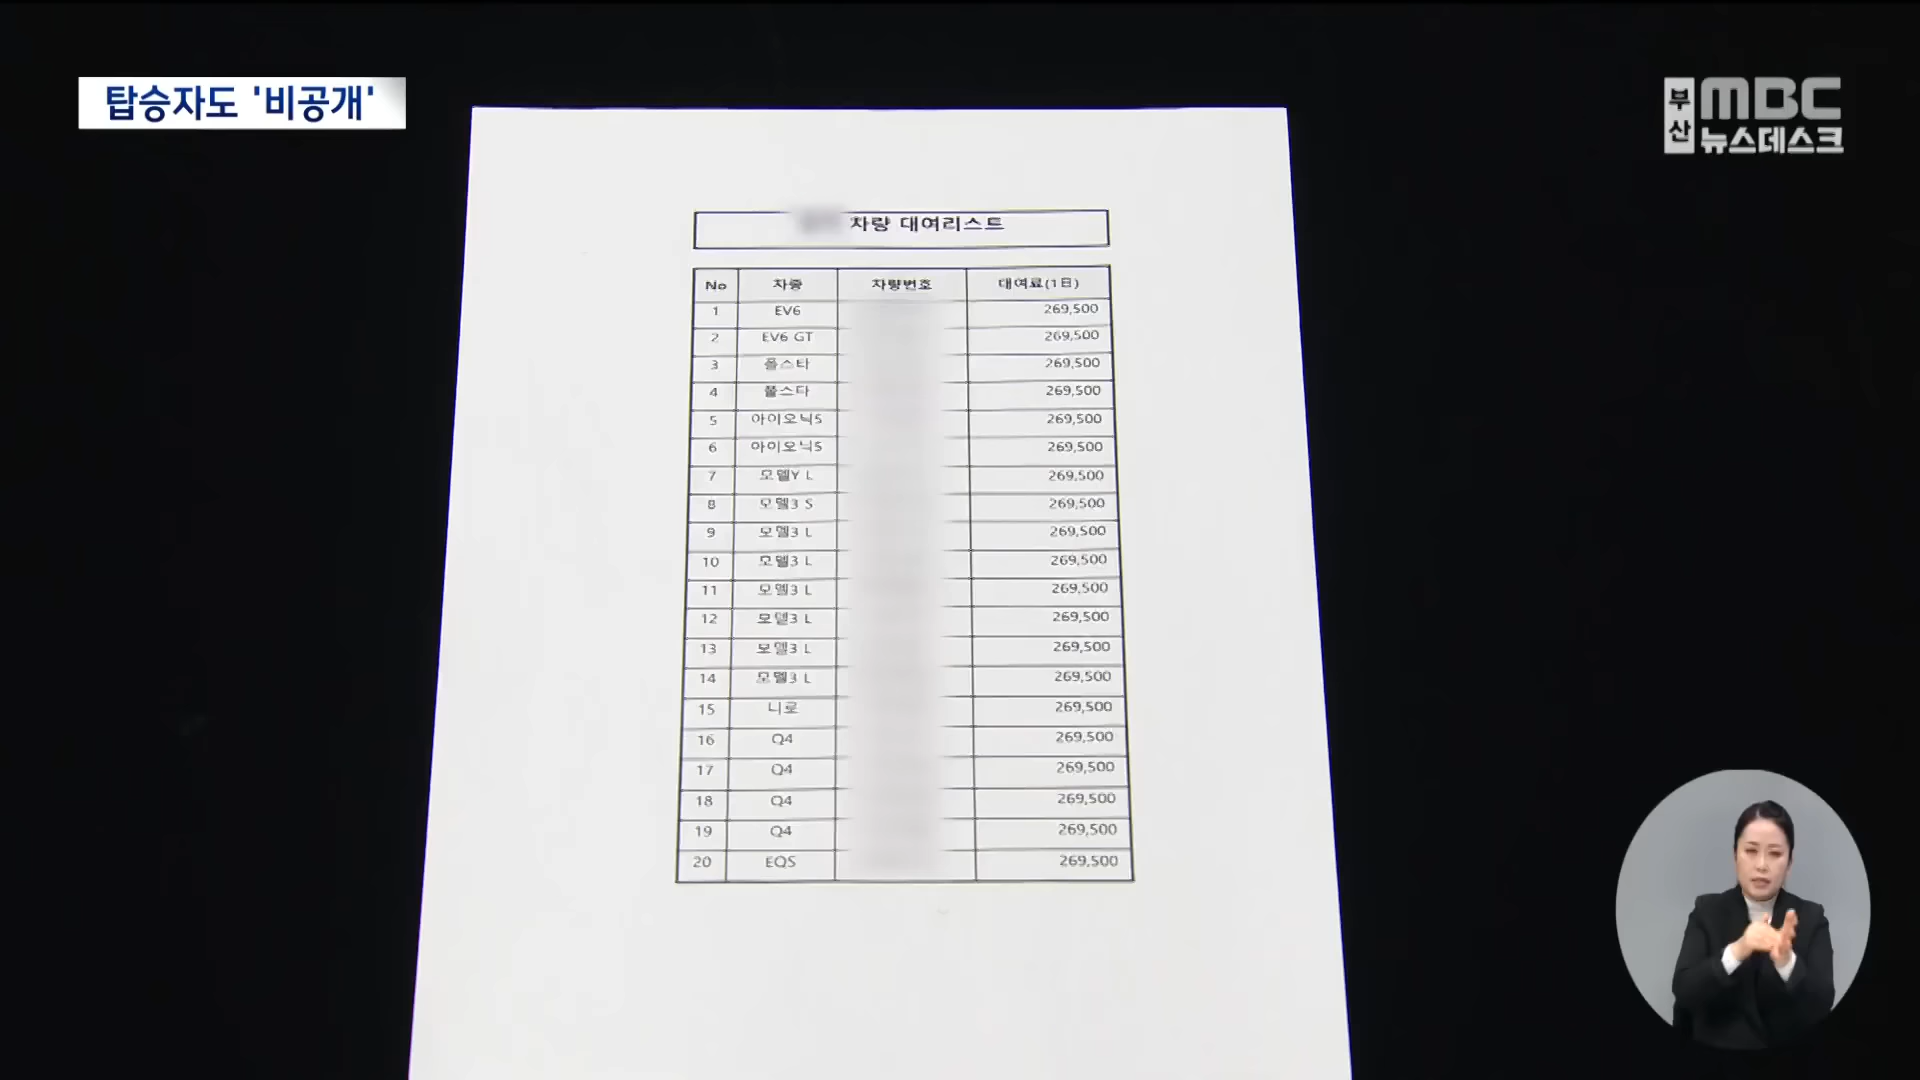 탑승자도 '비공개'
부산
MBC
뉴스데스크
차량 대여리스트
No 차종 차량번호 대여료(1日)
1 EV6 269,500
2 EV6 GT 269,500
3 폴스타 269,500
4 폴스타 269,500
5 아이오닉5 269,500
6 아이오닉5 269,500
7 모델Y L 269,500
8 모델3 S 269,500
9 모델3 L 269,500
10 모델3 L 269,500
11 모델3 L 269,500
12 모델3 L 269,500
13 모델3 L 269,500
14 모델3 L 269,500
15 니로 269,500
16 Q4 269,500
17 Q4 269,500
18 Q4 269,500
19 Q4 269,500
20 EQS 269,500